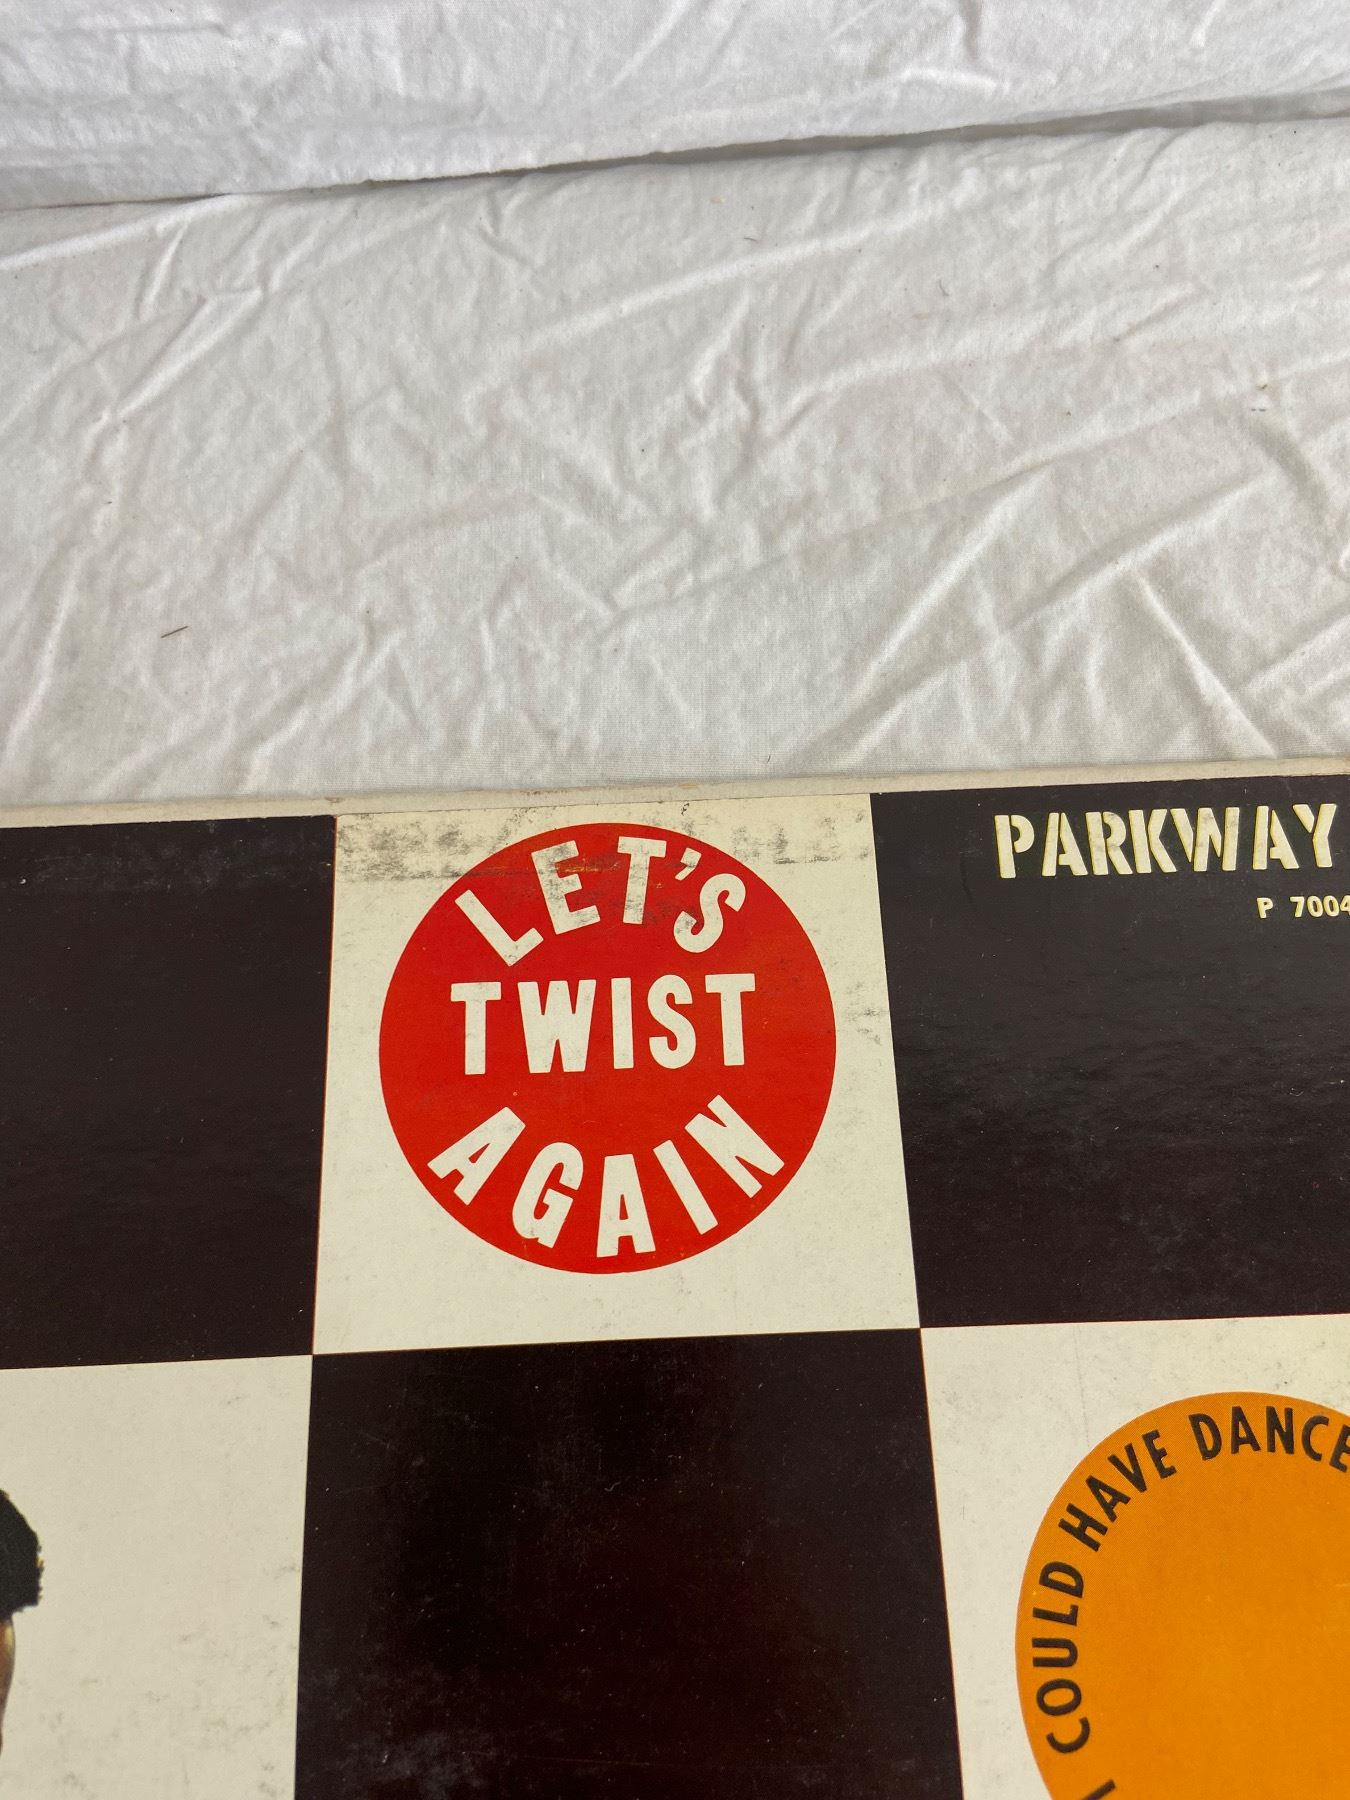 PARKWAY
P 7004
LET'S
TWIST
AGAIN
I COULD HAVE DANCE